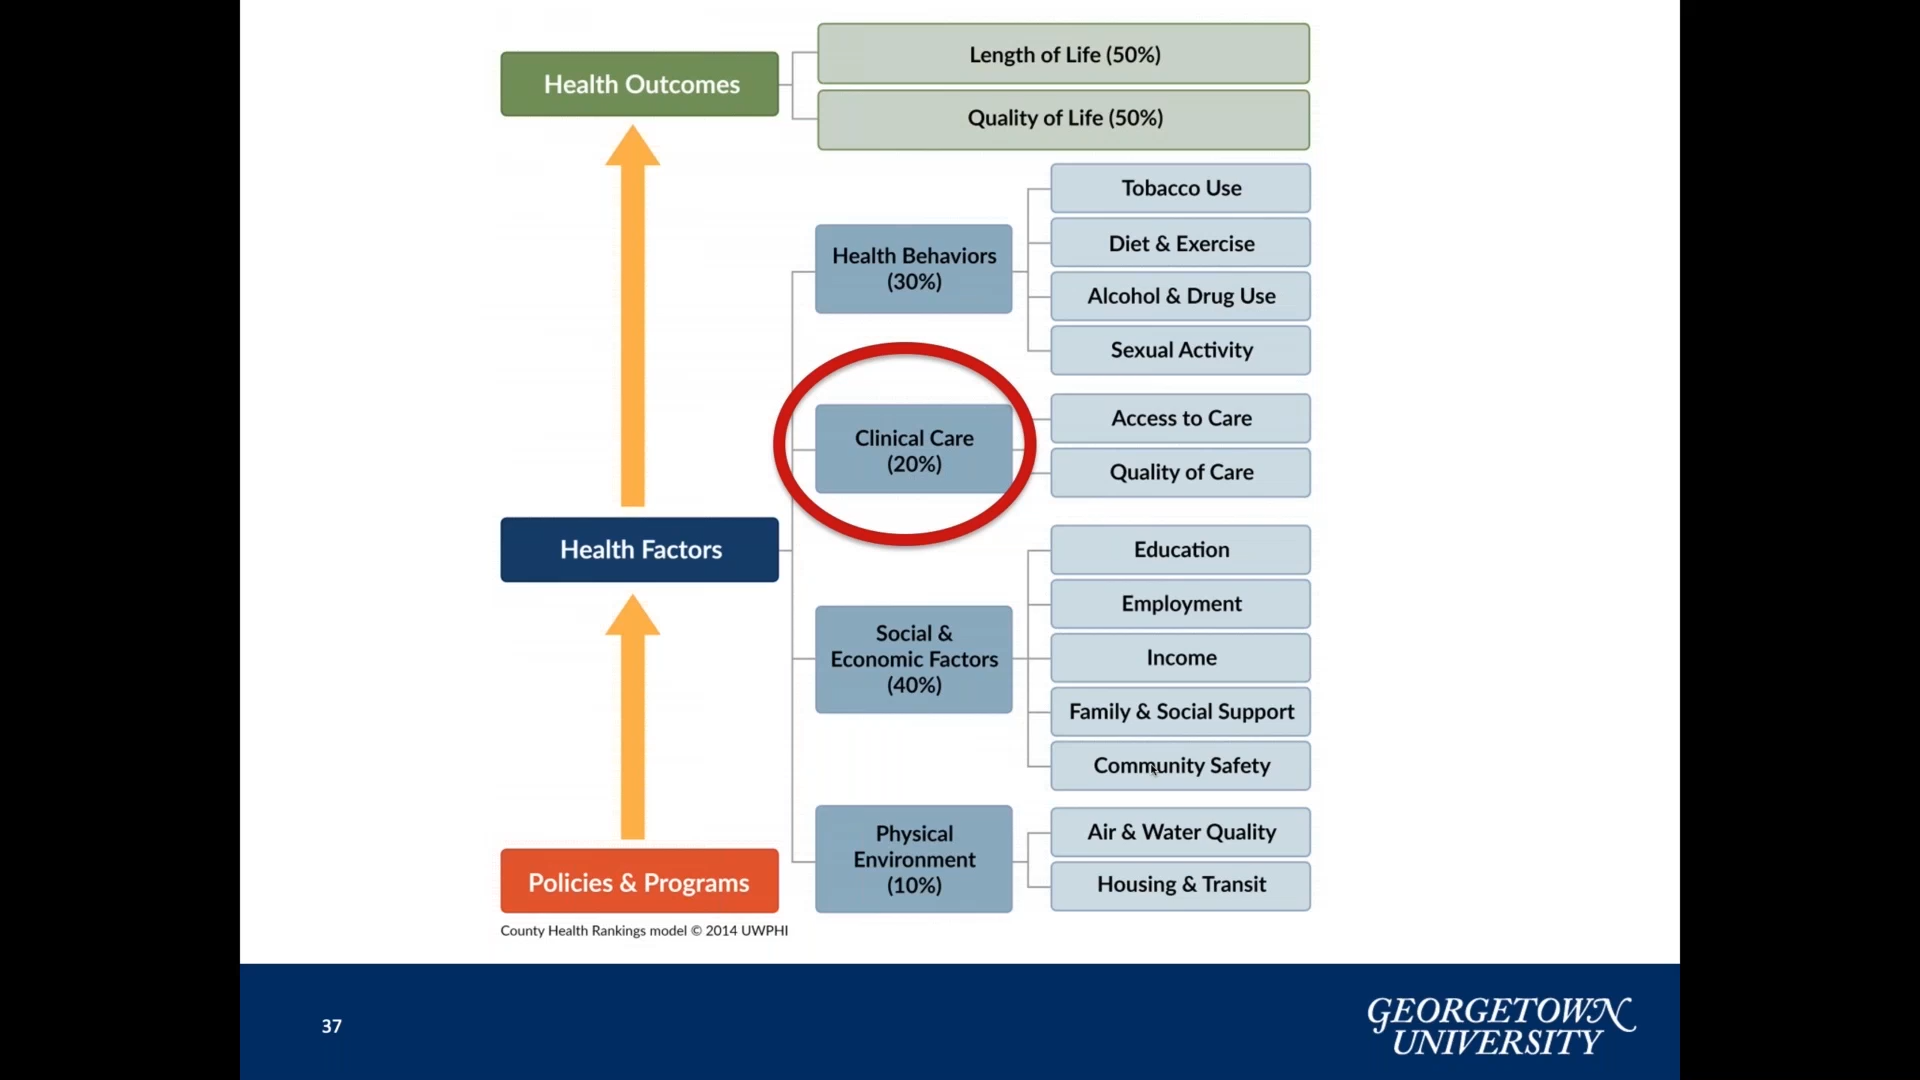 Health Outcomes
Length of Life (50%)
Quality of Life (50%)
Health Behaviors
(30%)
Tobacco Use
Diet & Exercise
Alcohol & Drug Use
Sexual Activity
Clinical Care
(20%)
Access to Care
Quality of Care
Health Factors
Social &
Economic Factors
(40%)
Education
Employment
Income
Family & Social Support
Community Safety
Physical
Environment
(10%)
Air & Water Quality
Housing & Transit
Policies & Programs
County Health Rankings model © 2014 UWPHI
37
GEORGETOWN
UNIVERSITY